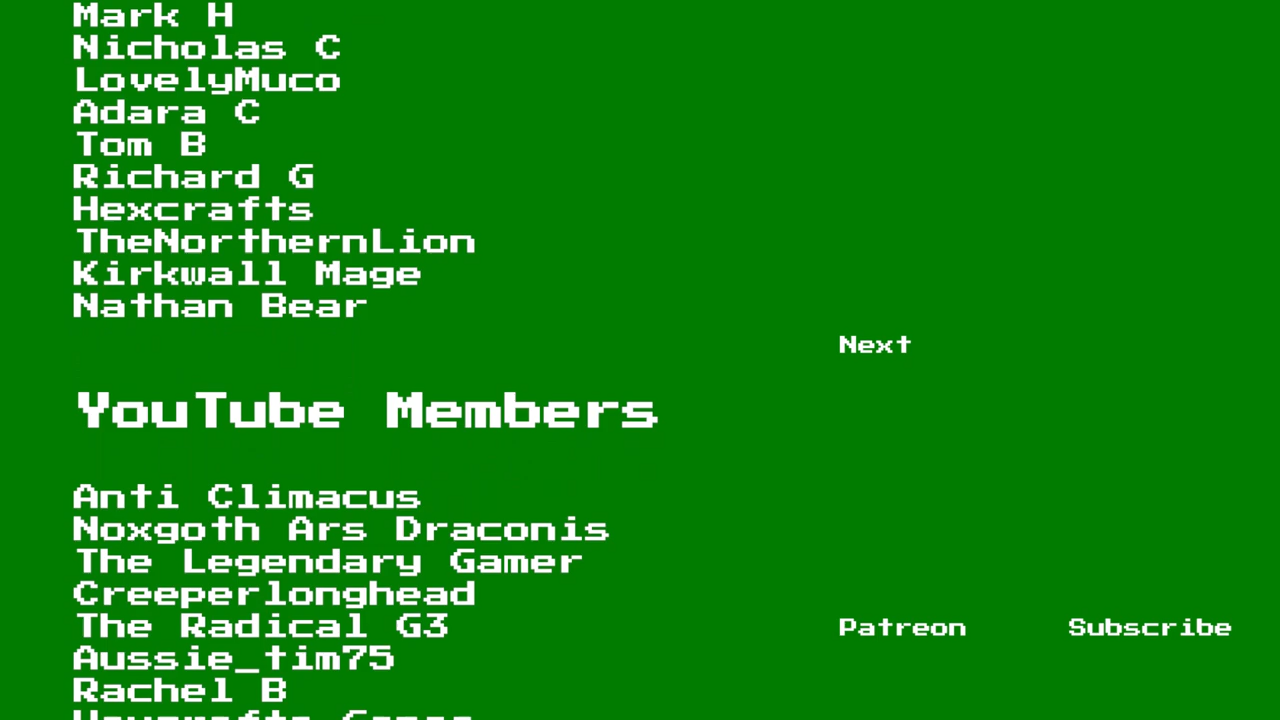 Mark H
Nicholas C
LovelyMuco
Adara C
Tom B
Richard G
Hexcrafts
TheNorthernLion
Kirkwall Mage
Nathan Bear
Next
YouTube Members
Anti Climacus
Noxgoth Ars Draconis
The Legendary Gamer
Creeperlonghead
The Radical G3
Patreon
Subscribe
Aussie_tim75
Rachel B